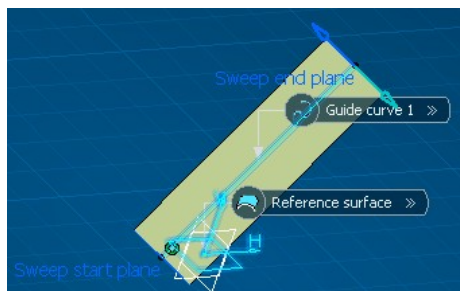 Sweep end plane
Guide curve 1 »
Reference surface »
H
Sweep start plane